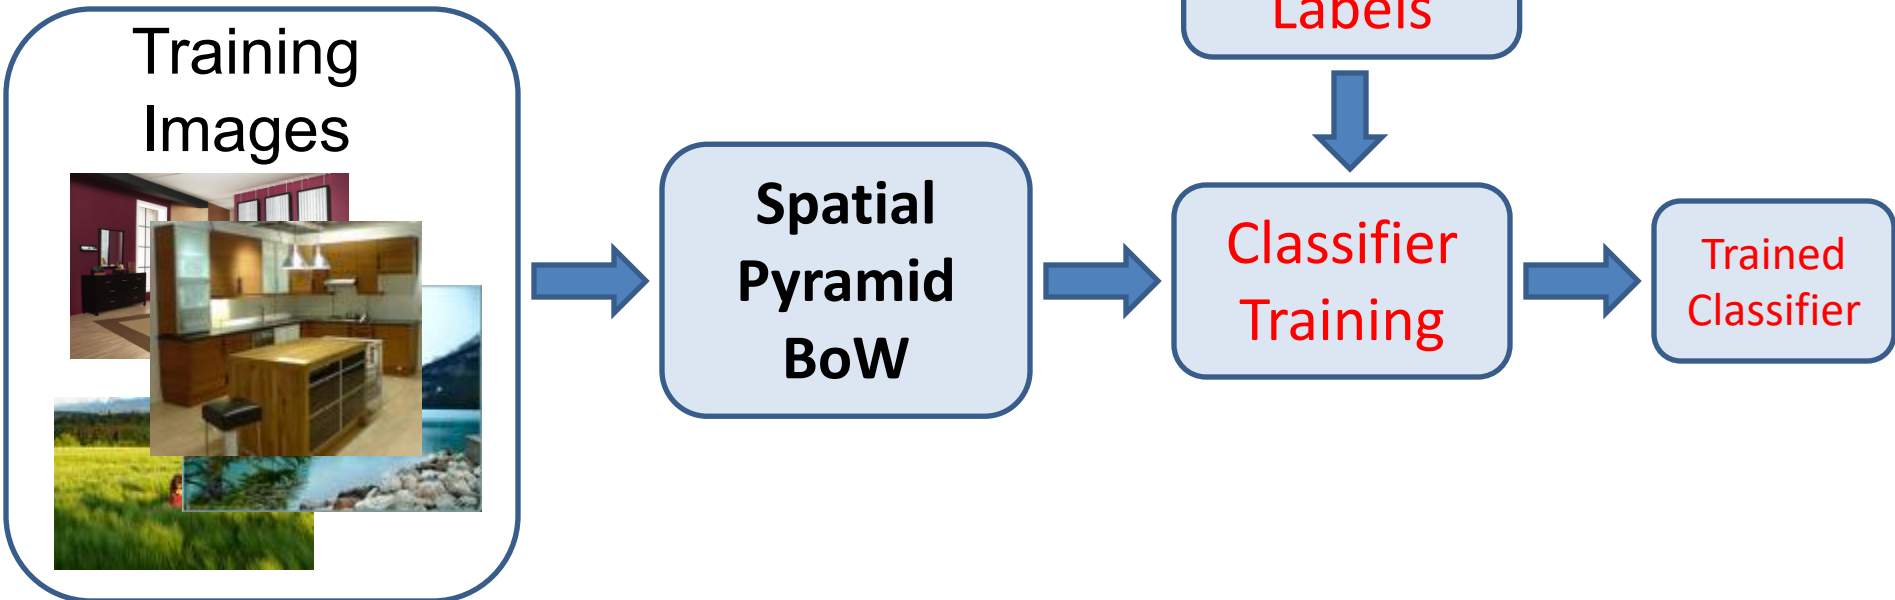 Training
Images
Spatial
Pyramid
BoW
Labels
Classifier
Training
Trained
Classifier